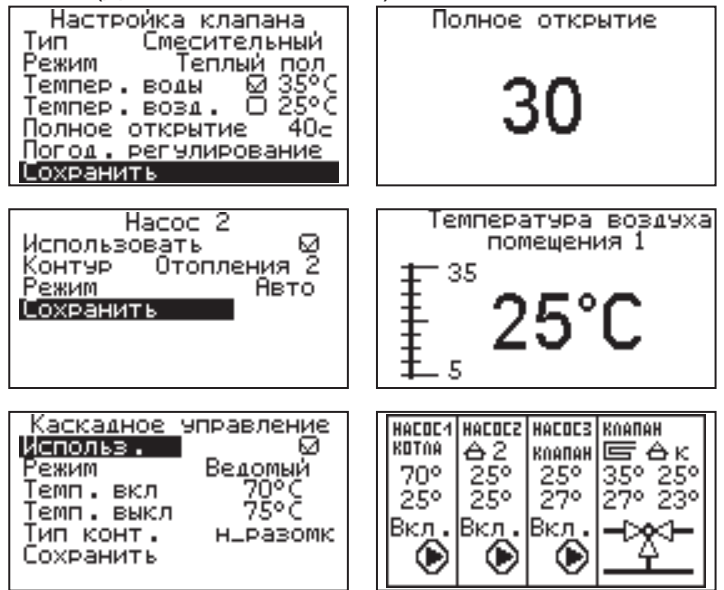 Настройка клапана
Тип Смесительный
Режим Теплый пол
Темпер. воды 35°C
Темпер. возд. 25°C
Полное открытие 40с
Погод. регулирование
Сохранить
Полное открытие
30
Насос 2
Использовать
Контур Отопления 2
Режим Авто
Сохранить
Температура воздуха
помещения 1
35
25°C
5
Каскадное управление
Использ.
Режим Ведомый
Темп. вкл 70°C
Темп. выкл 75°C
Тип конт. н_разомк
Сохранить
НАСОС1 НАСОС2 НАСОС3 КЛАПАН
КОТЛА 2 КЛАПАН К
70° 25° 25° 35° 25°
25° 25° 27° 27° 23°
Вкл. Вкл. Вкл.